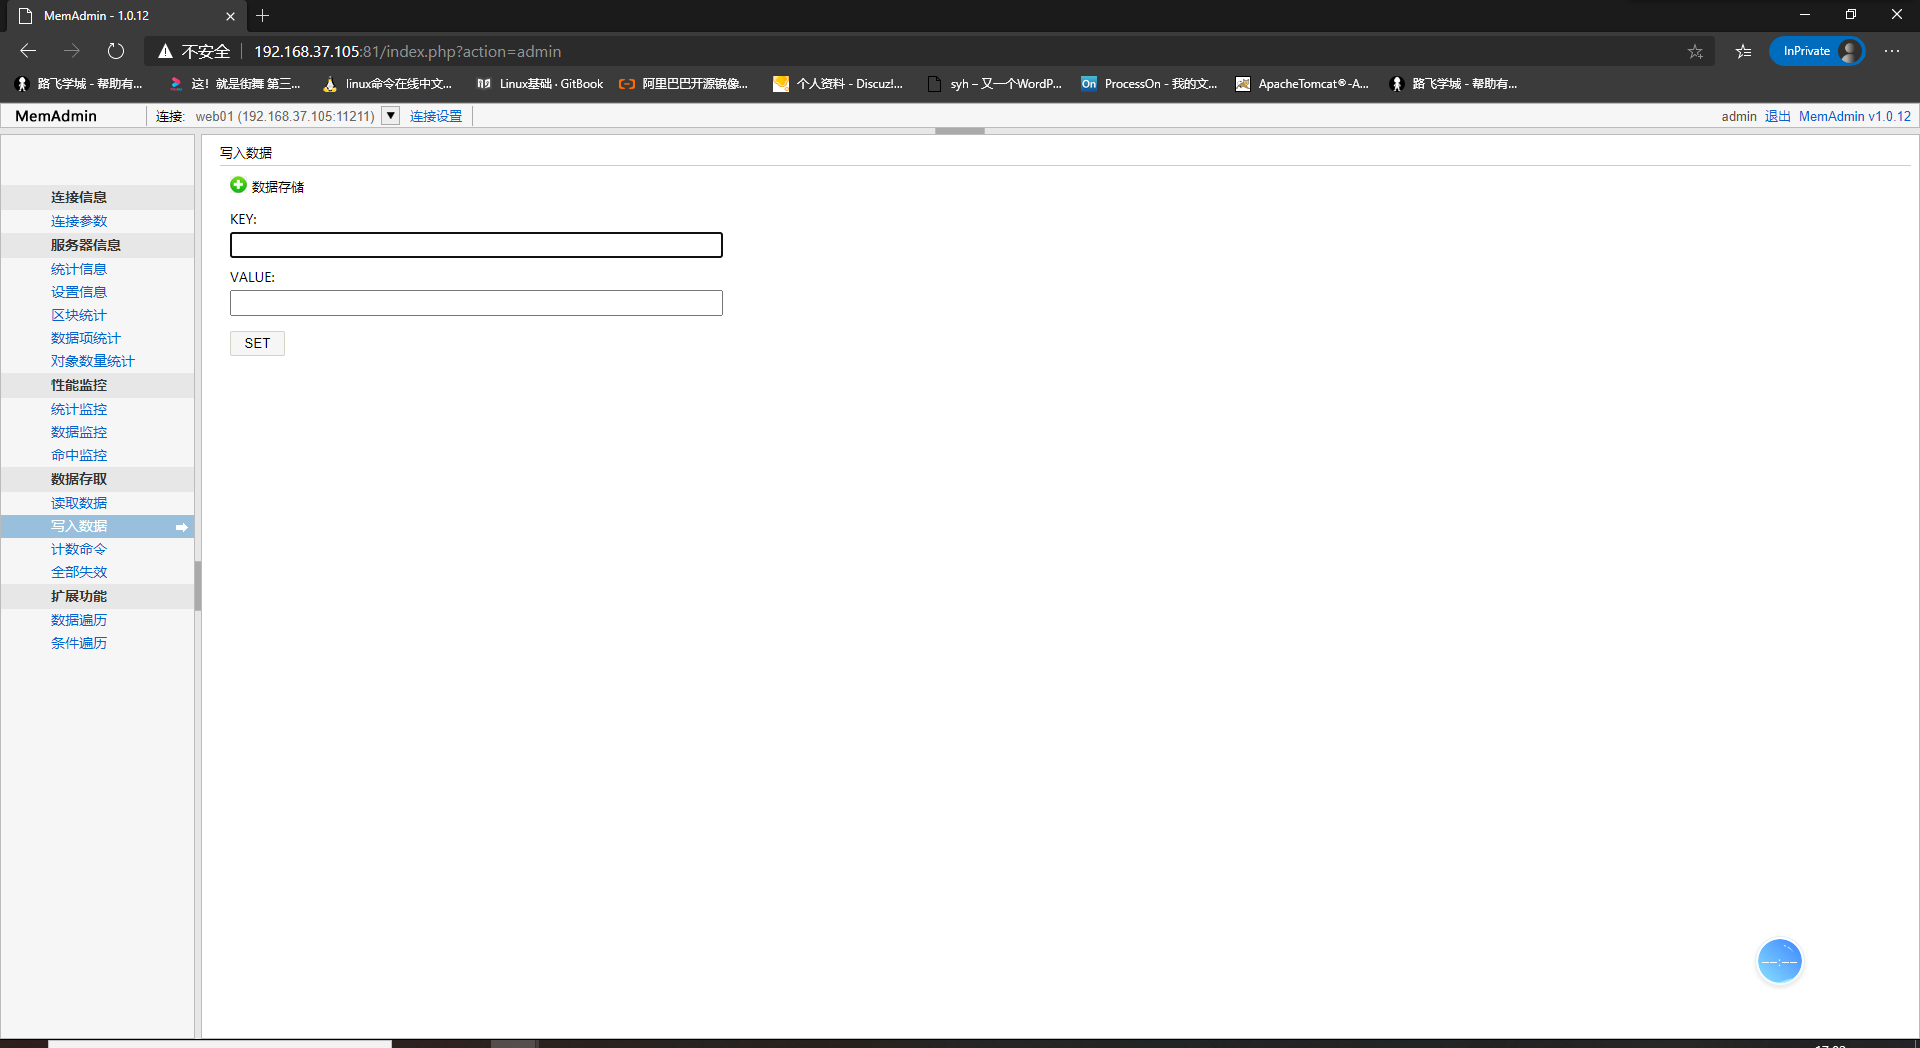 MemAdmin - 1.0.12
不安全 192.168.37.105:81/index.php?action=admin InPrivate
路飞学城 - 帮助有... 这！就是街舞 第三... linux命令在线中文... Linux基础 · GitBook 阿里巴巴开源镜像... 个人资料 - Discuz!... syh – 又一个WordP... On ProcessOn - 我的文... ApacheTomcat®-A... 路飞学城 - 帮助有...
MemAdmin 连接: web01 (192.168.37.105:11211) 连接设置 admin 退出 MemAdmin v1.0.12
连接信息
连接参数
服务器信息
统计信息
设置信息
区块统计
数据项统计
对象数量统计
性能监控
统计监控
数据监控
命中监控
数据存取
读取数据
写入数据
计数命令
全部失效
扩展功能
数据遍历
条件遍历
写入数据
数据存储
KEY:
VALUE:
SET
--:--